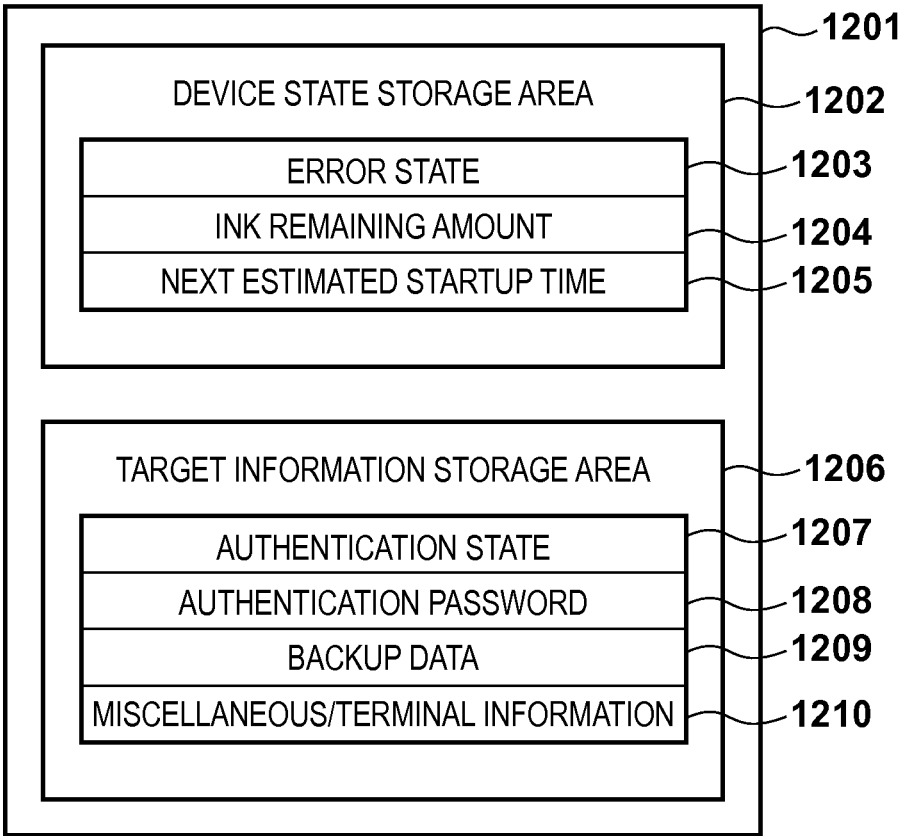 1201
DEVICE STATE STORAGE AREA
1202
ERROR STATE
1203
INK REMAINING AMOUNT
1204
NEXT ESTIMATED STARTUP TIME
1205
TARGET INFORMATION STORAGE AREA
1206
AUTHENTICATION STATE
1207
AUTHENTICATION PASSWORD
1208
BACKUP DATA
1209
MISCELLANEOUS/TERMINAL INFORMATION
1210